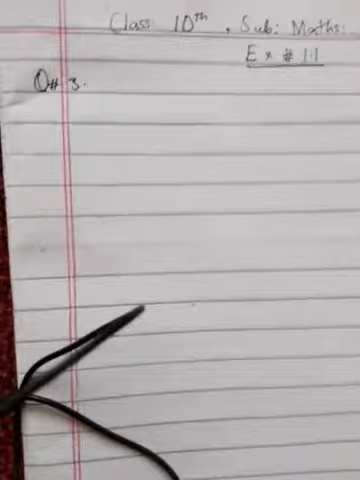 Class 10th, Sub: Maths:
Ex # 1.1
Q# 3.